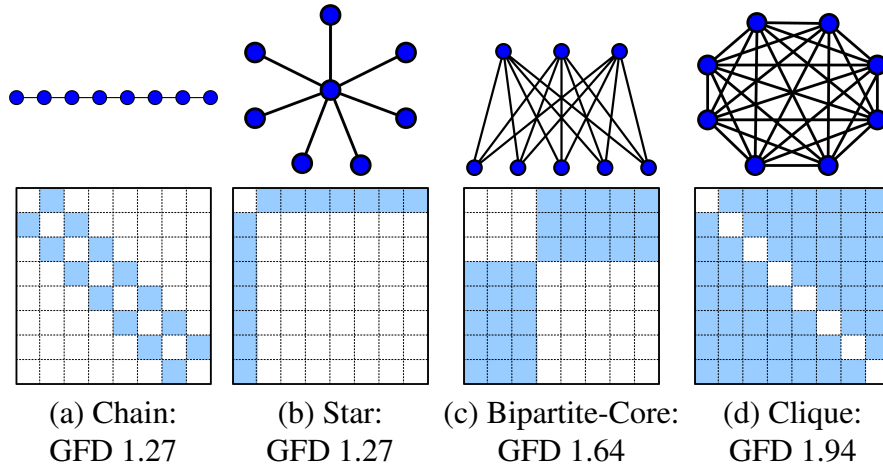 (a) Chain:
GFD 1.27
(b) Star:
GFD 1.27
(c) Bipartite-Core:
GFD 1.64
(d) Clique:
GFD 1.94